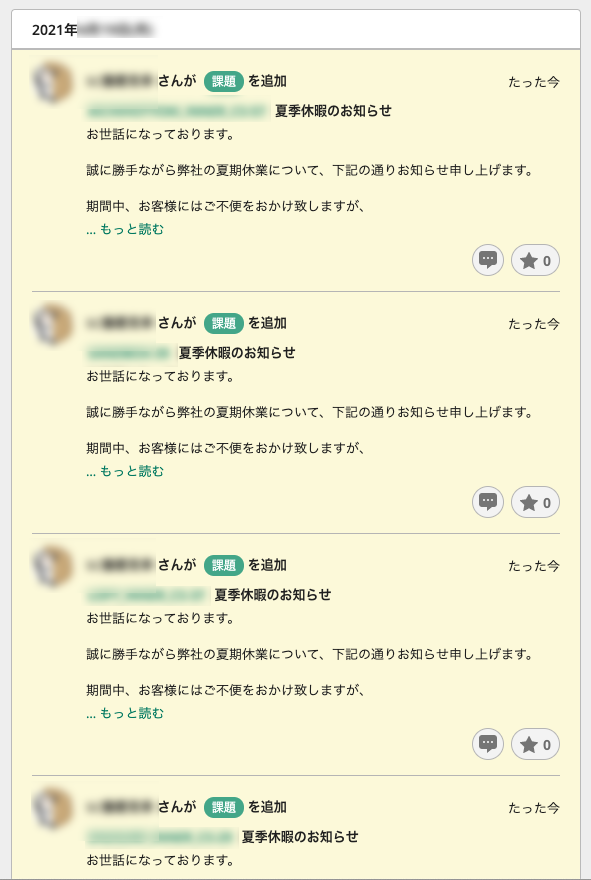 2021年
さんが 課題 を追加 たった今
夏季休暇のお知らせ
お世話になっております。
誠に勝手ながら弊社の夏期休業について、下記の通りお知らせ申し上げます。
期間中、お客様にはご不便をおかけ致しますが、
... もっと読む
0
さんが 課題 を追加 たった今
夏季休暇のお知らせ
お世話になっております。
誠に勝手ながら弊社の夏期休業について、下記の通りお知らせ申し上げます。
期間中、お客様にはご不便をおかけ致しますが、
... もっと読む
0
さんが 課題 を追加 たった今
夏季休暇のお知らせ
お世話になっております。
誠に勝手ながら弊社の夏期休業について、下記の通りお知らせ申し上げます。
期間中、お客様にはご不便をおかけ致しますが、
... もっと読む
0
さんが 課題 を追加 たった今
夏季休暇のお知らせ
お世話になっております。